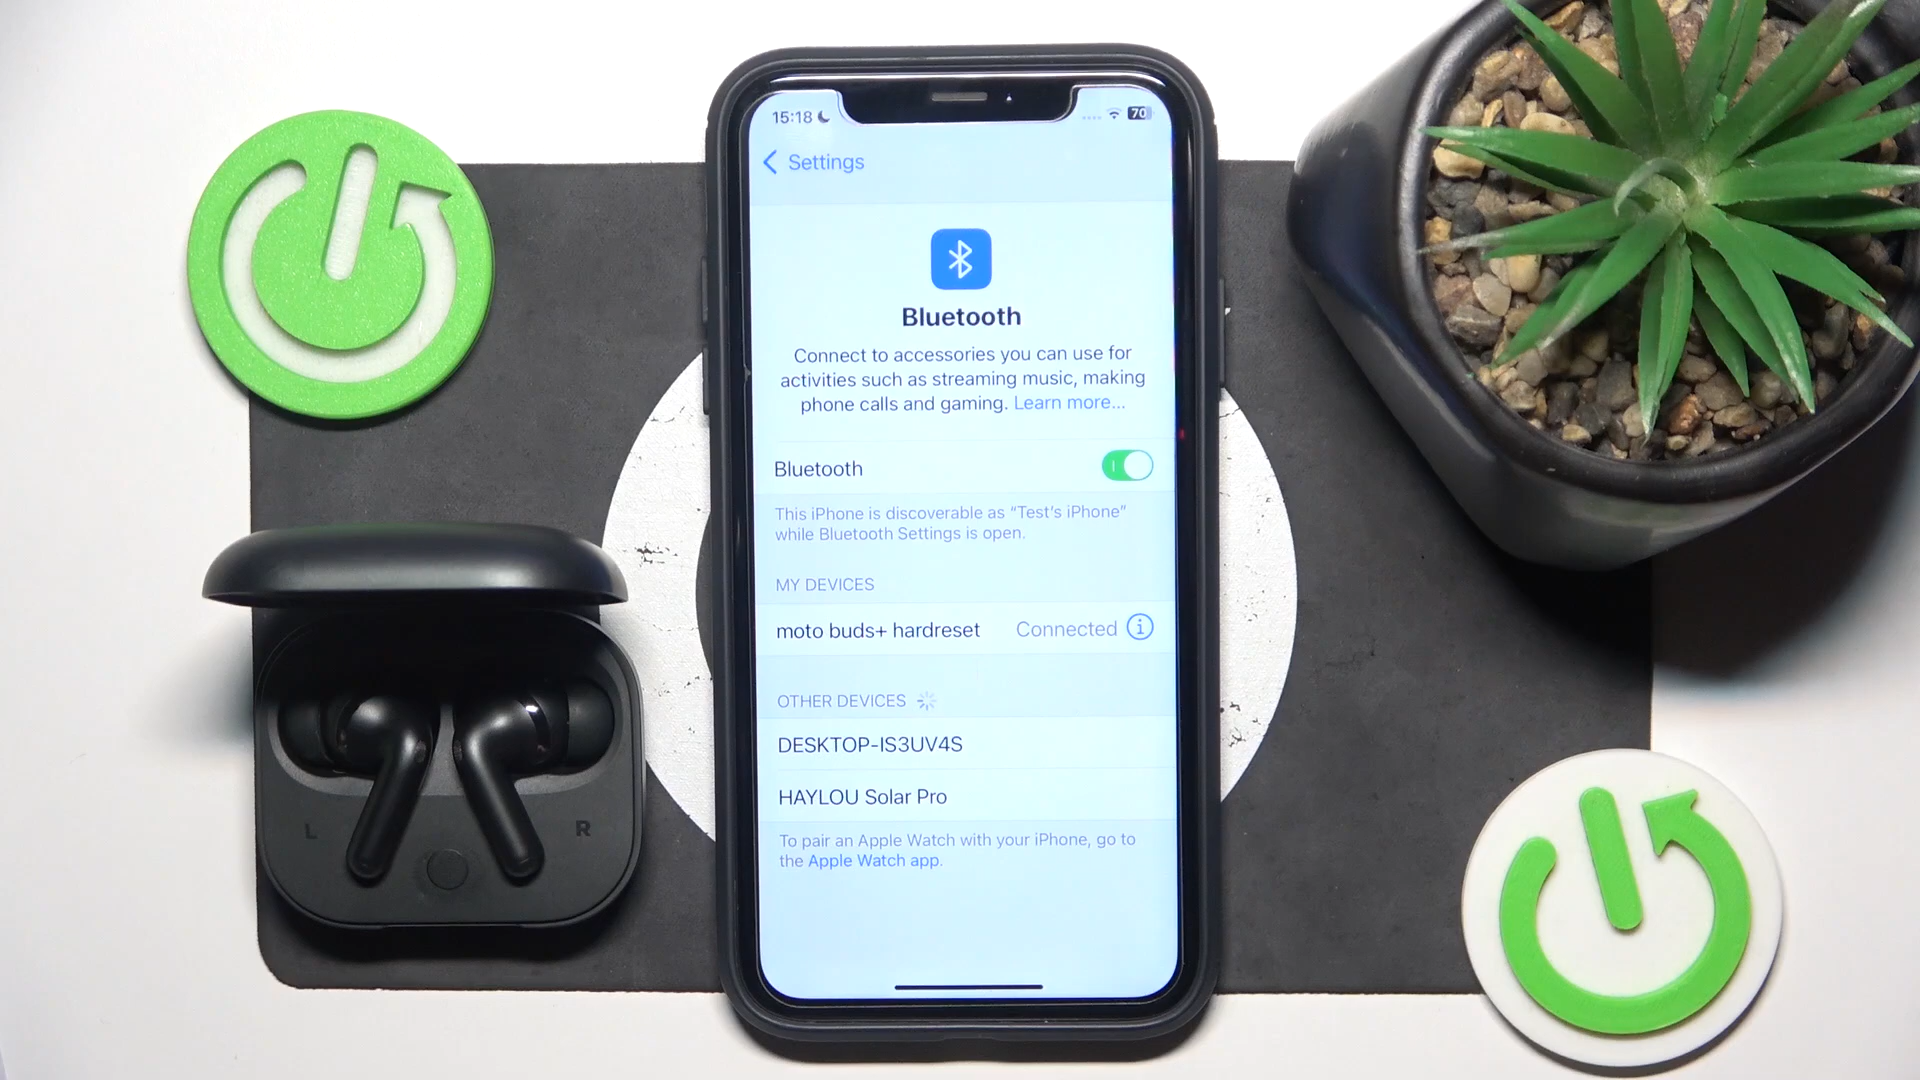 15:18
70
Settings
Bluetooth
Connect to accessories you can use for
activities such as streaming music, making
phone calls and gaming. Learn more...
Bluetooth
This iPhone is discoverable as “Test's iPhone”
while Bluetooth Settings is open.
MY DEVICES
moto buds+ hardreset Connected
OTHER DEVICES
DESKTOP-IS3UV4S
HAYLOU Solar Pro
To pair an Apple Watch with your iPhone, go to
the Apple Watch app.
L R